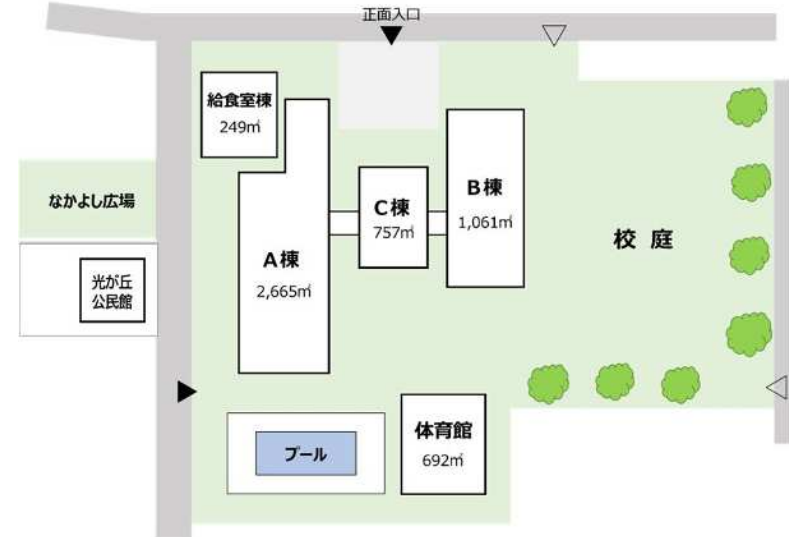 正面入口
給食室棟
249㎡
なかよし広場
C棟
757㎡
B棟
1,061㎡
校 庭
A棟
2,665㎡
光が丘
公民館
プール
体育館
692㎡